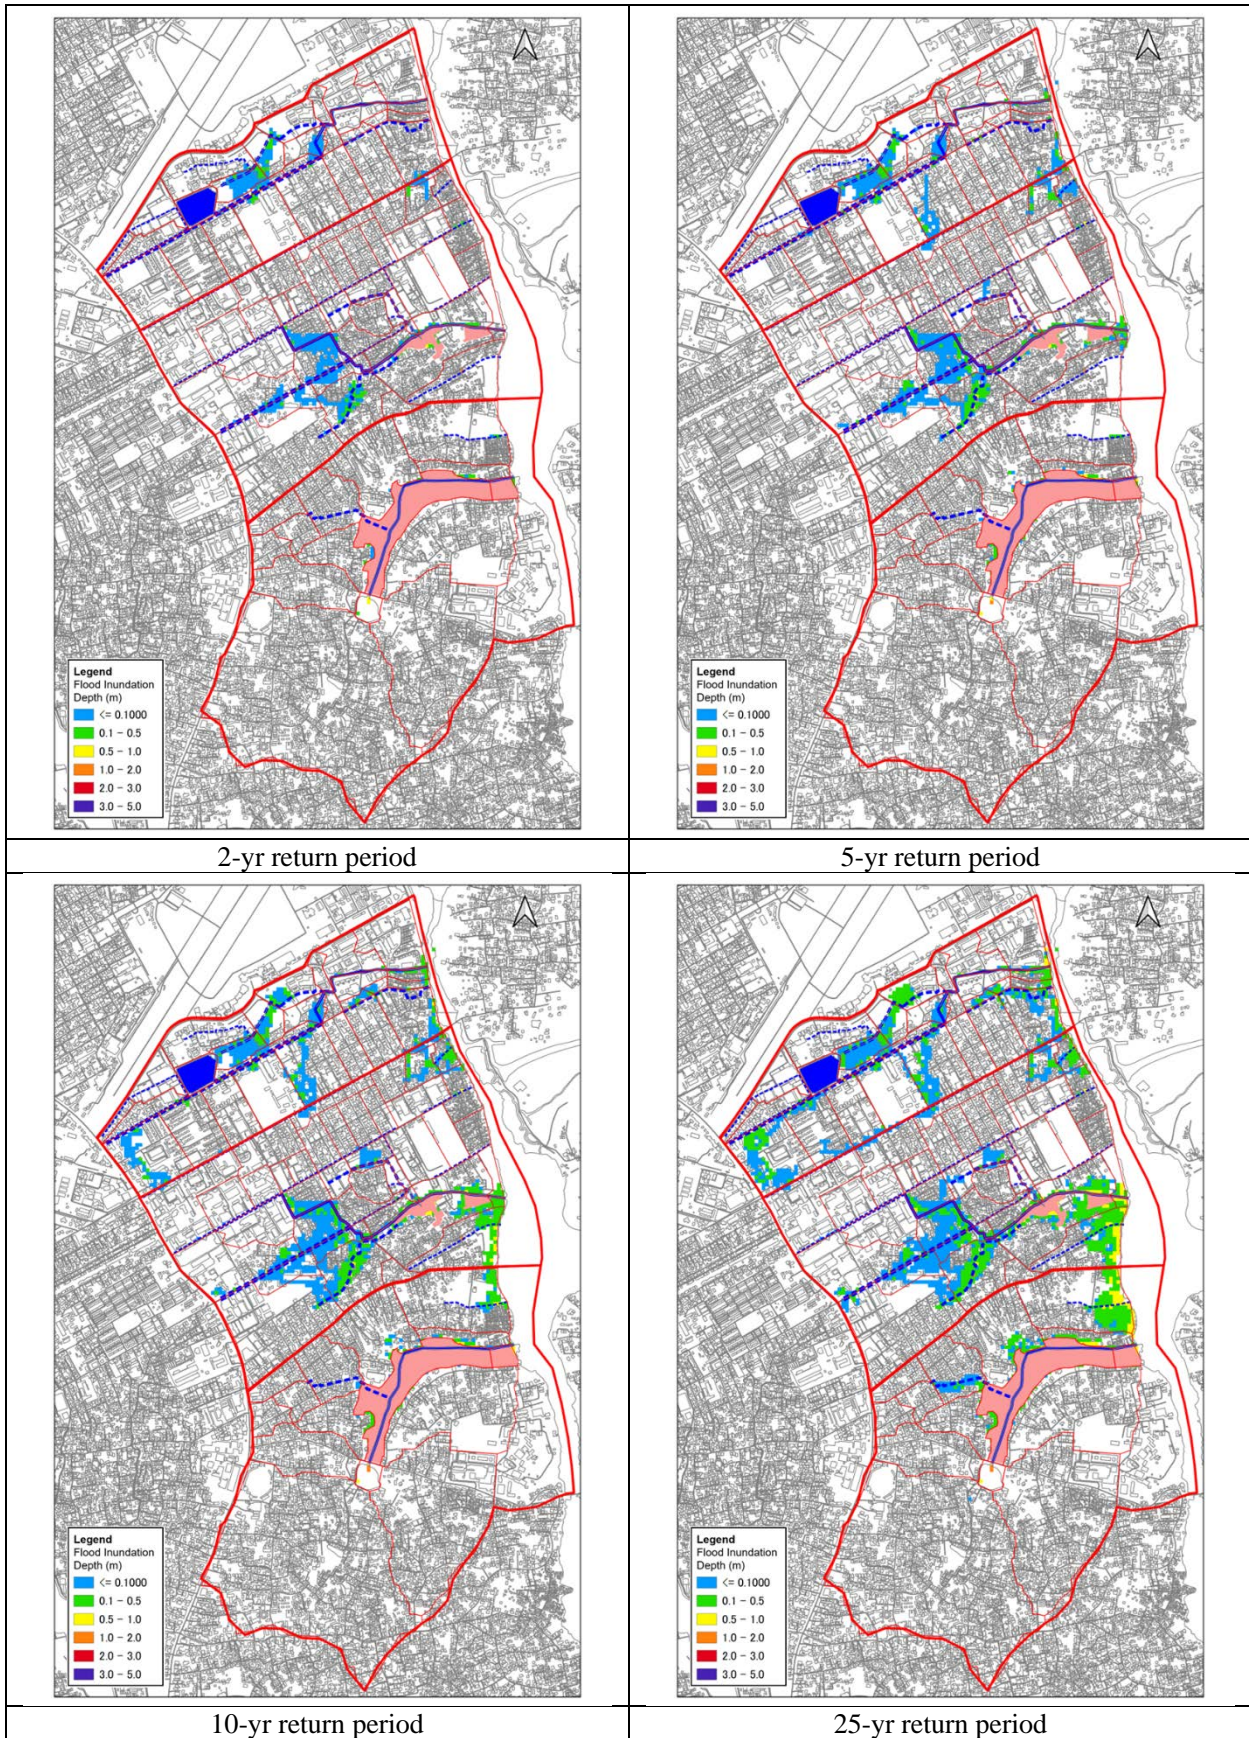 Legend
Flood Inundation
Depth (m)
<= 0.1000
0.1 – 0.5
0.5 – 1.0
1.0 – 2.0
2.0 – 3.0
3.0 – 5.0
Legend
Flood Inundation
Depth (m)
<= 0.1000
0.1 – 0.5
0.5 – 1.0
1.0 – 2.0
2.0 – 3.0
3.0 – 5.0
2-yr return period
5-yr return period
Legend
Flood Inundation
Depth (m)
<= 0.1000
0.1 – 0.5
0.5 – 1.0
1.0 – 2.0
2.0 – 3.0
3.0 – 5.0
Legend
Flood Inundation
Depth (m)
<= 0.1000
0.1 – 0.5
0.5 – 1.0
1.0 – 2.0
2.0 – 3.0
3.0 – 5.0
10-yr return period
25-yr return period